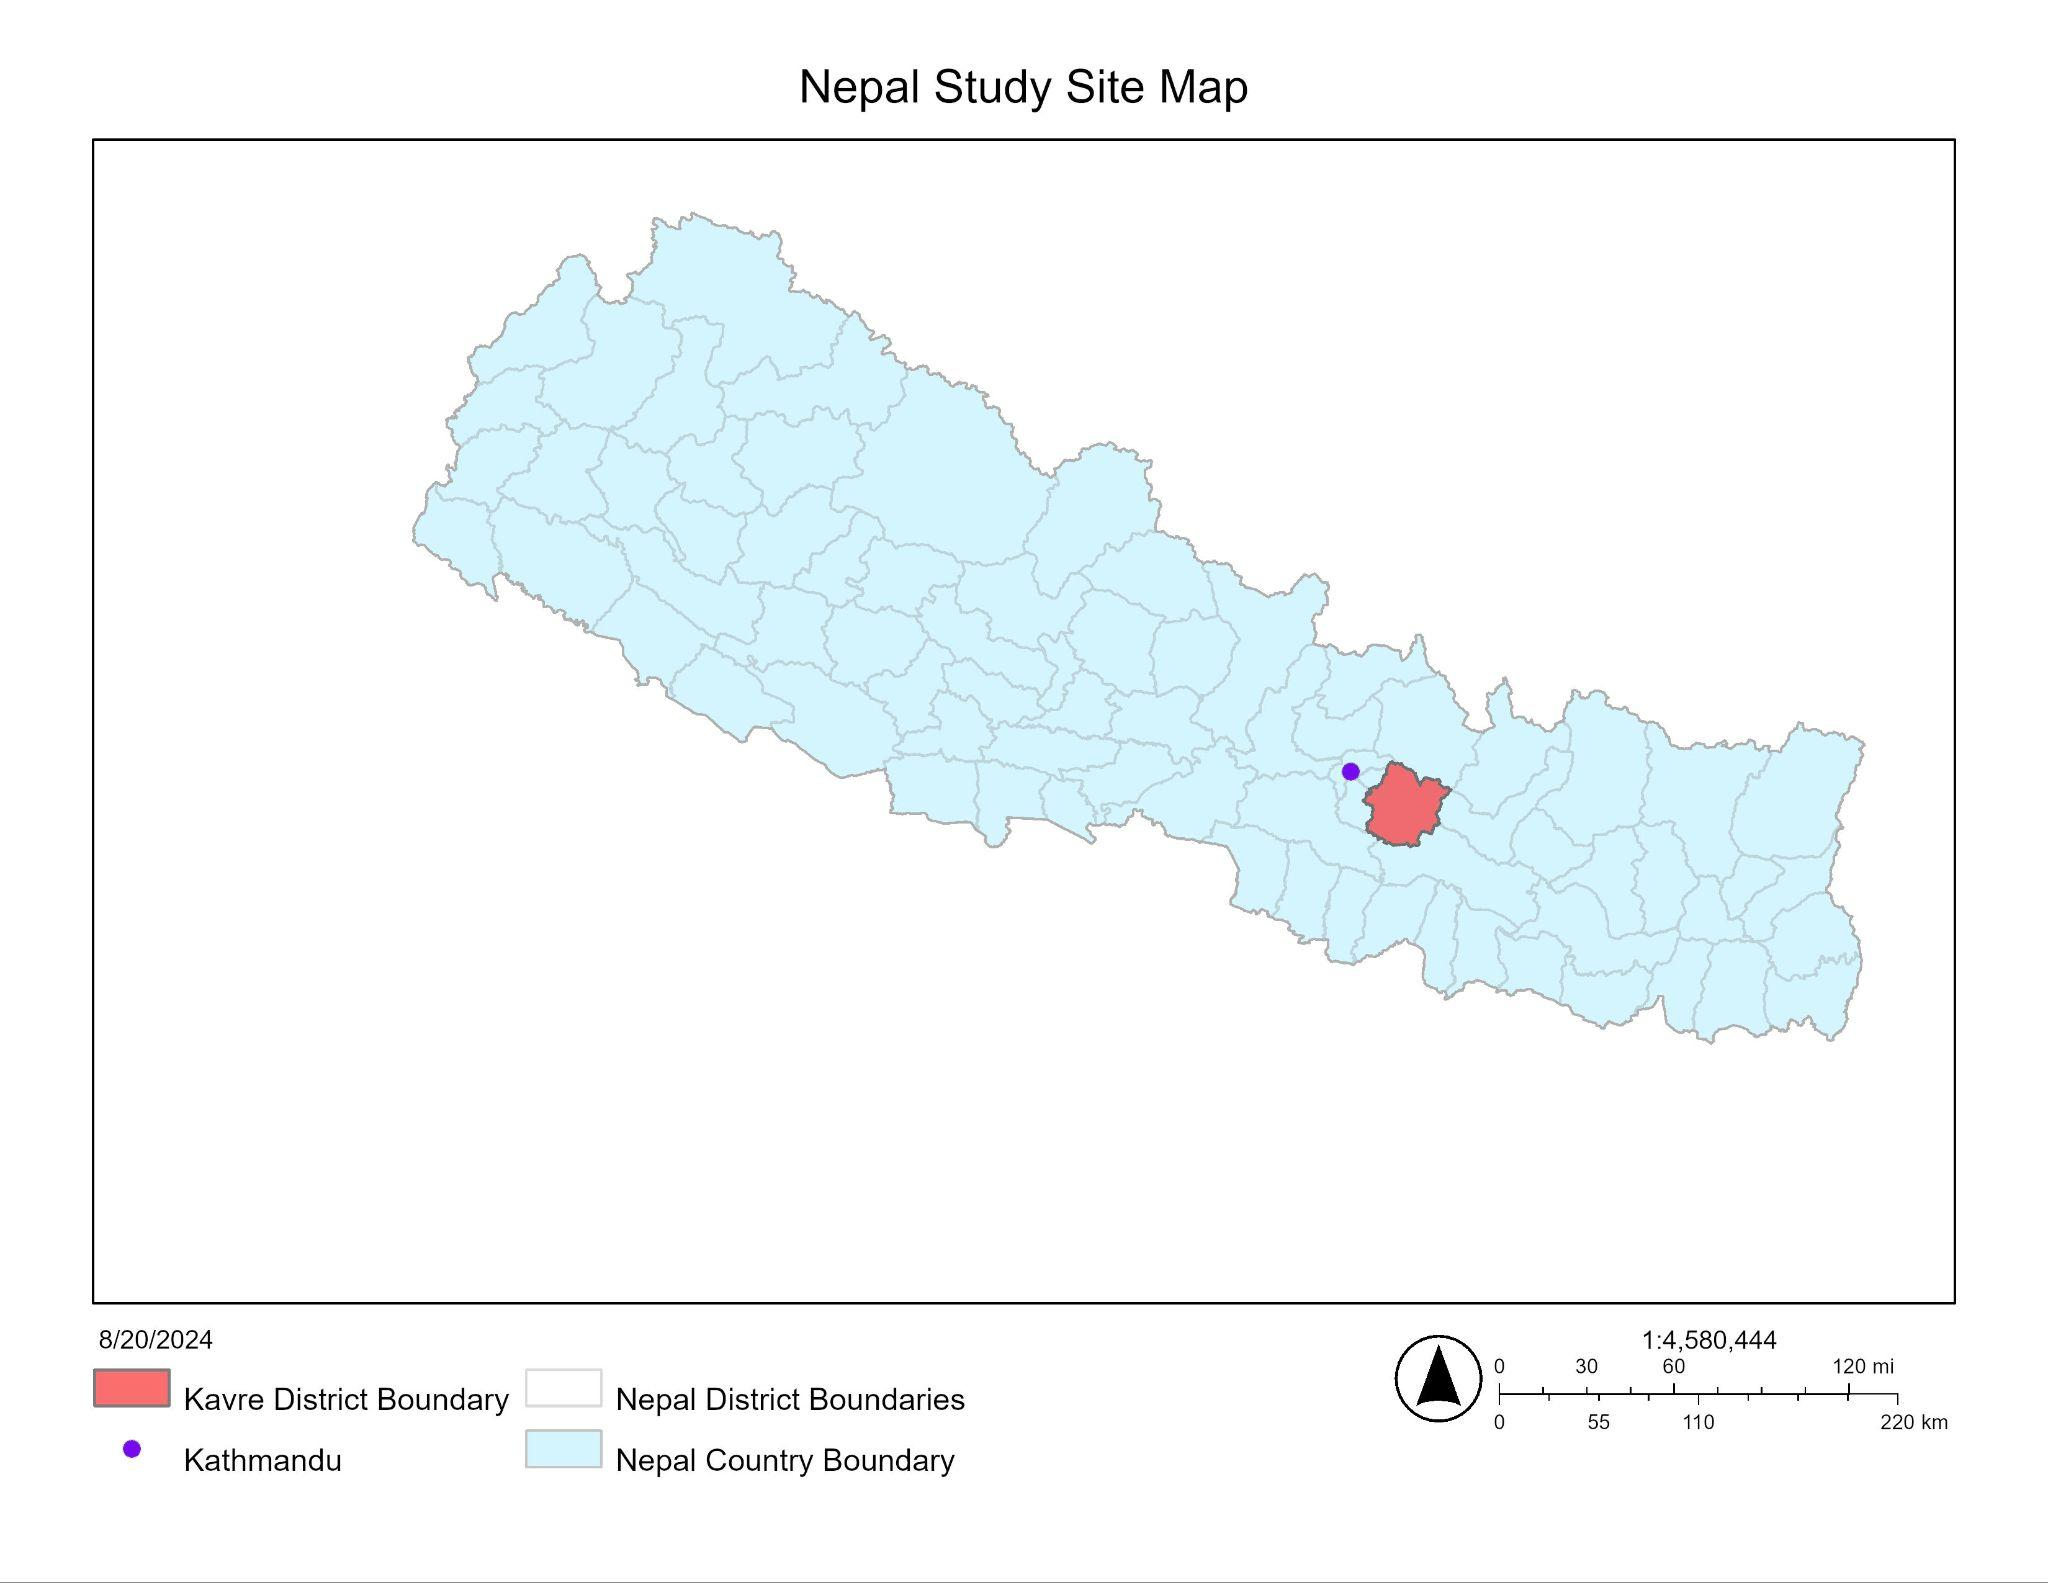 Nepal Study Site Map
8/20/2024
Kavre District Boundary
Kathmandu
Nepal District Boundaries
Nepal Country Boundary
1:4,580,444
0 30 60 120 mi
0 55 110 220 km